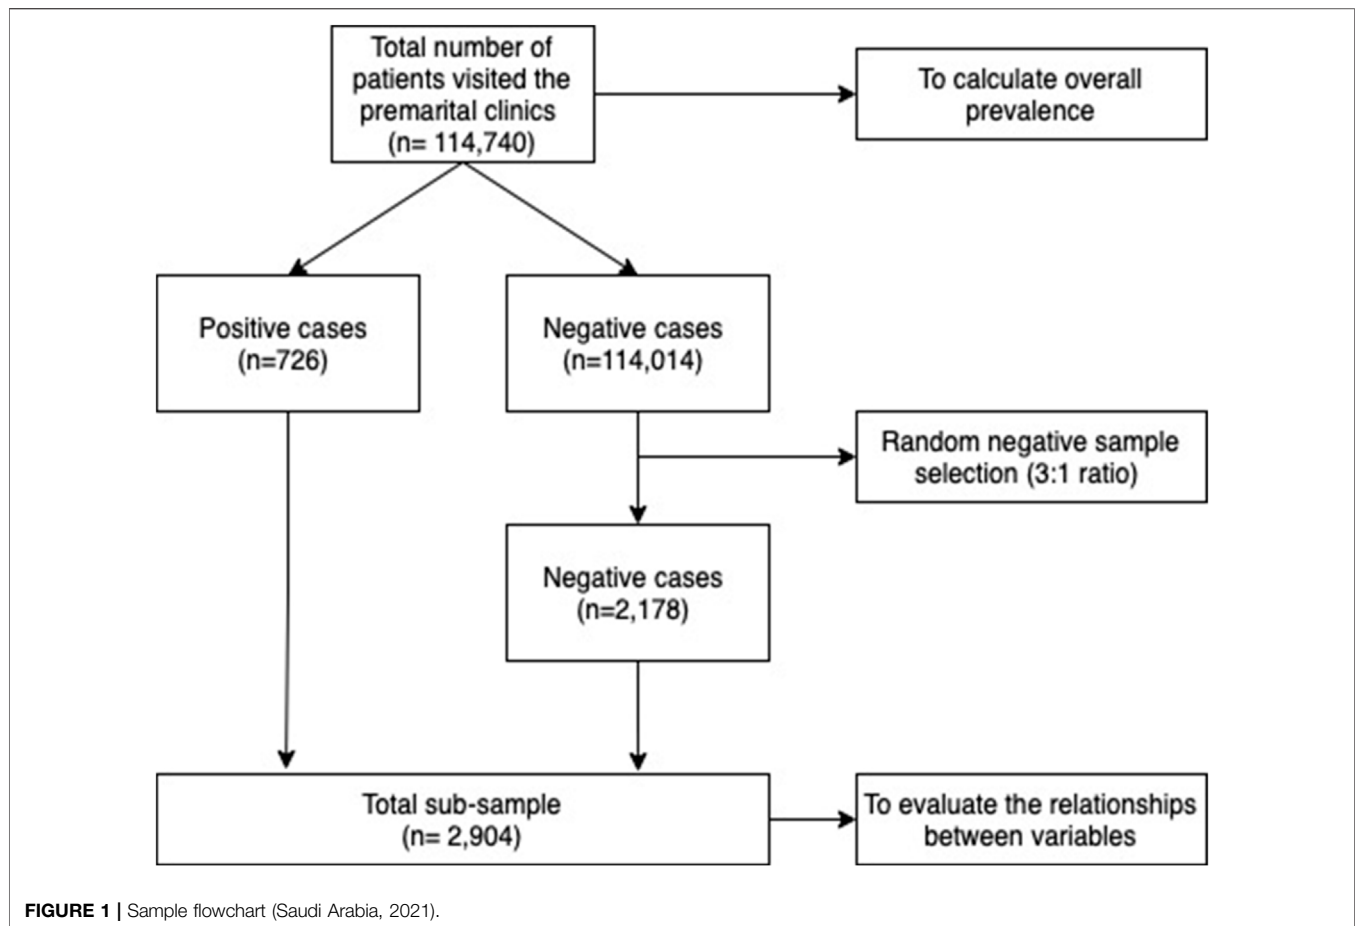 Total number of
patients visited the
premarital clinics
(n= 114,740)
To calculate overall
prevalence
Positive cases
(n=726)
Negative cases
(n=114,014)
Random negative sample
selection (3:1 ratio)
Negative cases
(n=2,178)
Total sub-sample
(n= 2,904)
To evaluate the relationships
between variables
FIGURE 1 | Sample flowchart (Saudi Arabia, 2021).